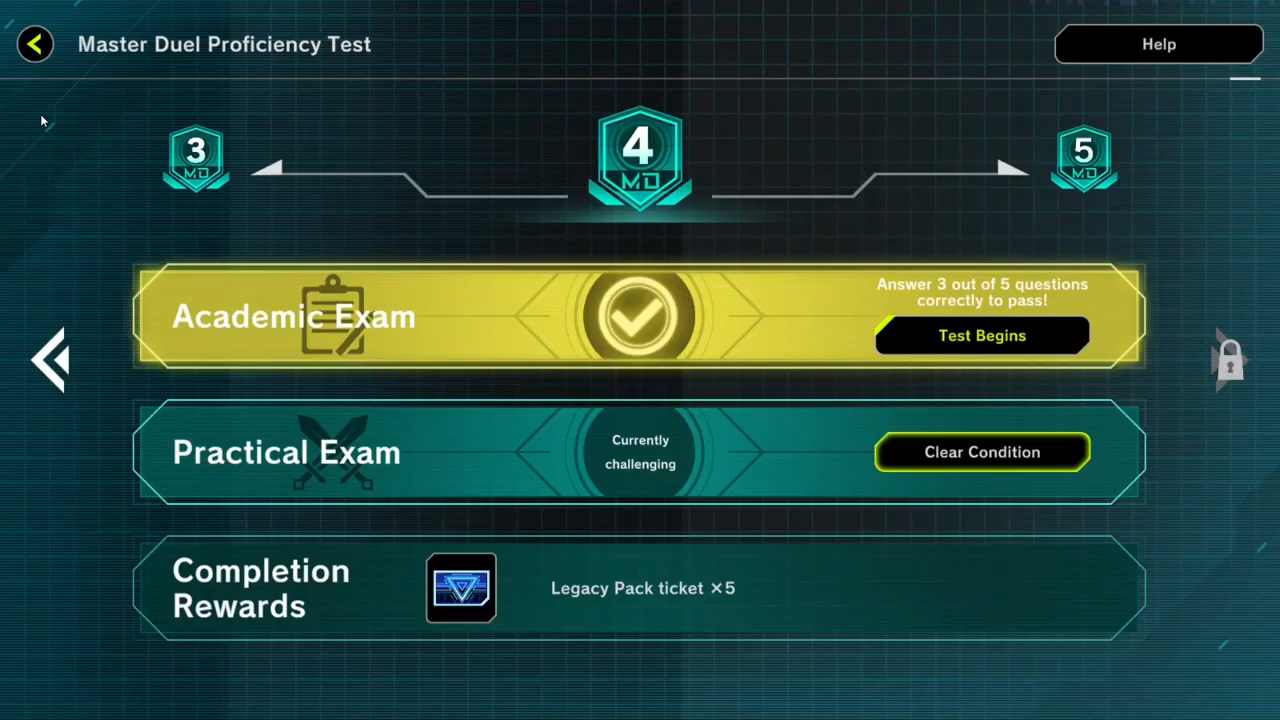 Master Duel Proficiency Test
Help
3
MD
4
MD
5
MD
Academic Exam
Answer 3 out of 5 questions
correctly to pass!
Test Begins
Practical Exam
Currently
challenging
Clear Condition
Completion
Rewards
Legacy Pack ticket ×5